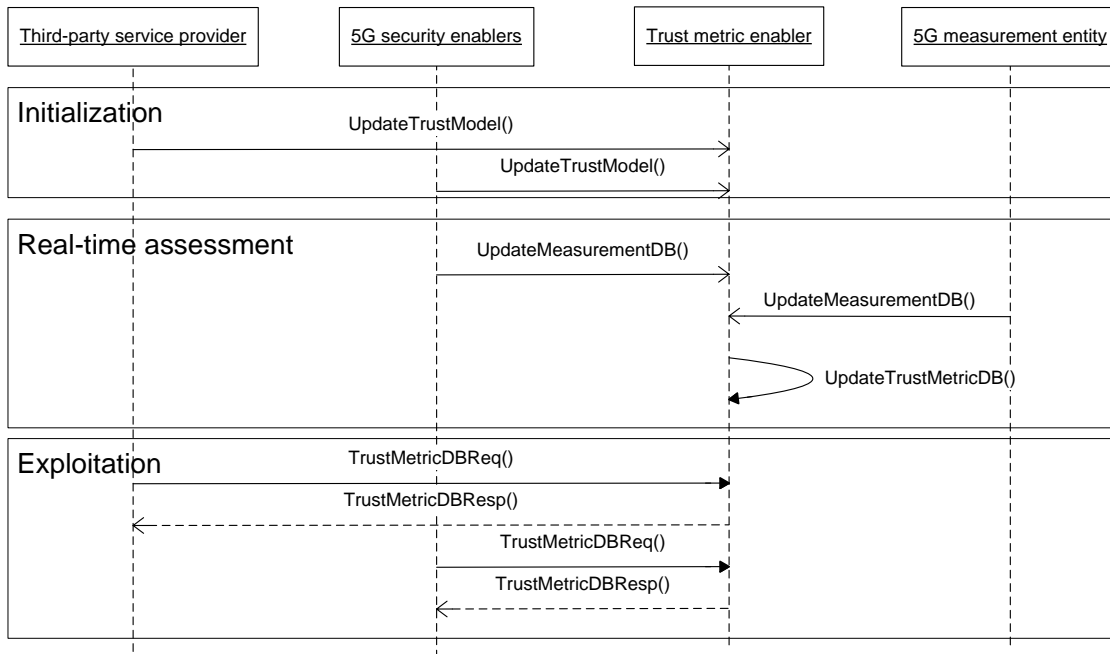 Third-party service provider
5G security enablers
Trust metric enabler
5G measurement entity
Initialization
UpdateTrustModel()
UpdateTrustModel()
Real-time assessment
UpdateMeasurementDB()
UpdateMeasurementDB()
UpdateTrustMetricDB()
Exploitation
TrustMetricDBReq()
TrustMetricDBResp()
TrustMetricDBReq()
TrustMetricDBResp()